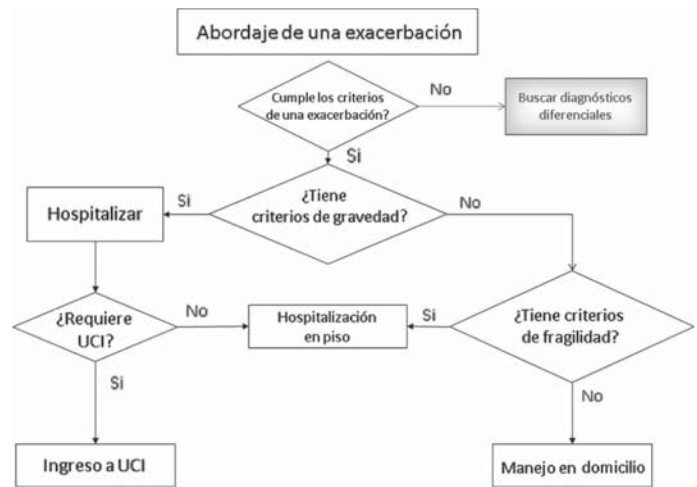 Abordaje de una exacerbación
Cumple los criterios
de una exacerbación?
No
Buscar diagnósticos
diferenciales
Si
¿Tiene
criterios de gravedad?
Si
No
Hospitalizar
¿Requiere
UCI?
No
Hospitalización
en piso
Si
¿Tiene criterios
de fragilidad?
Si
No
Ingreso a UCI
Manejo en domicilio